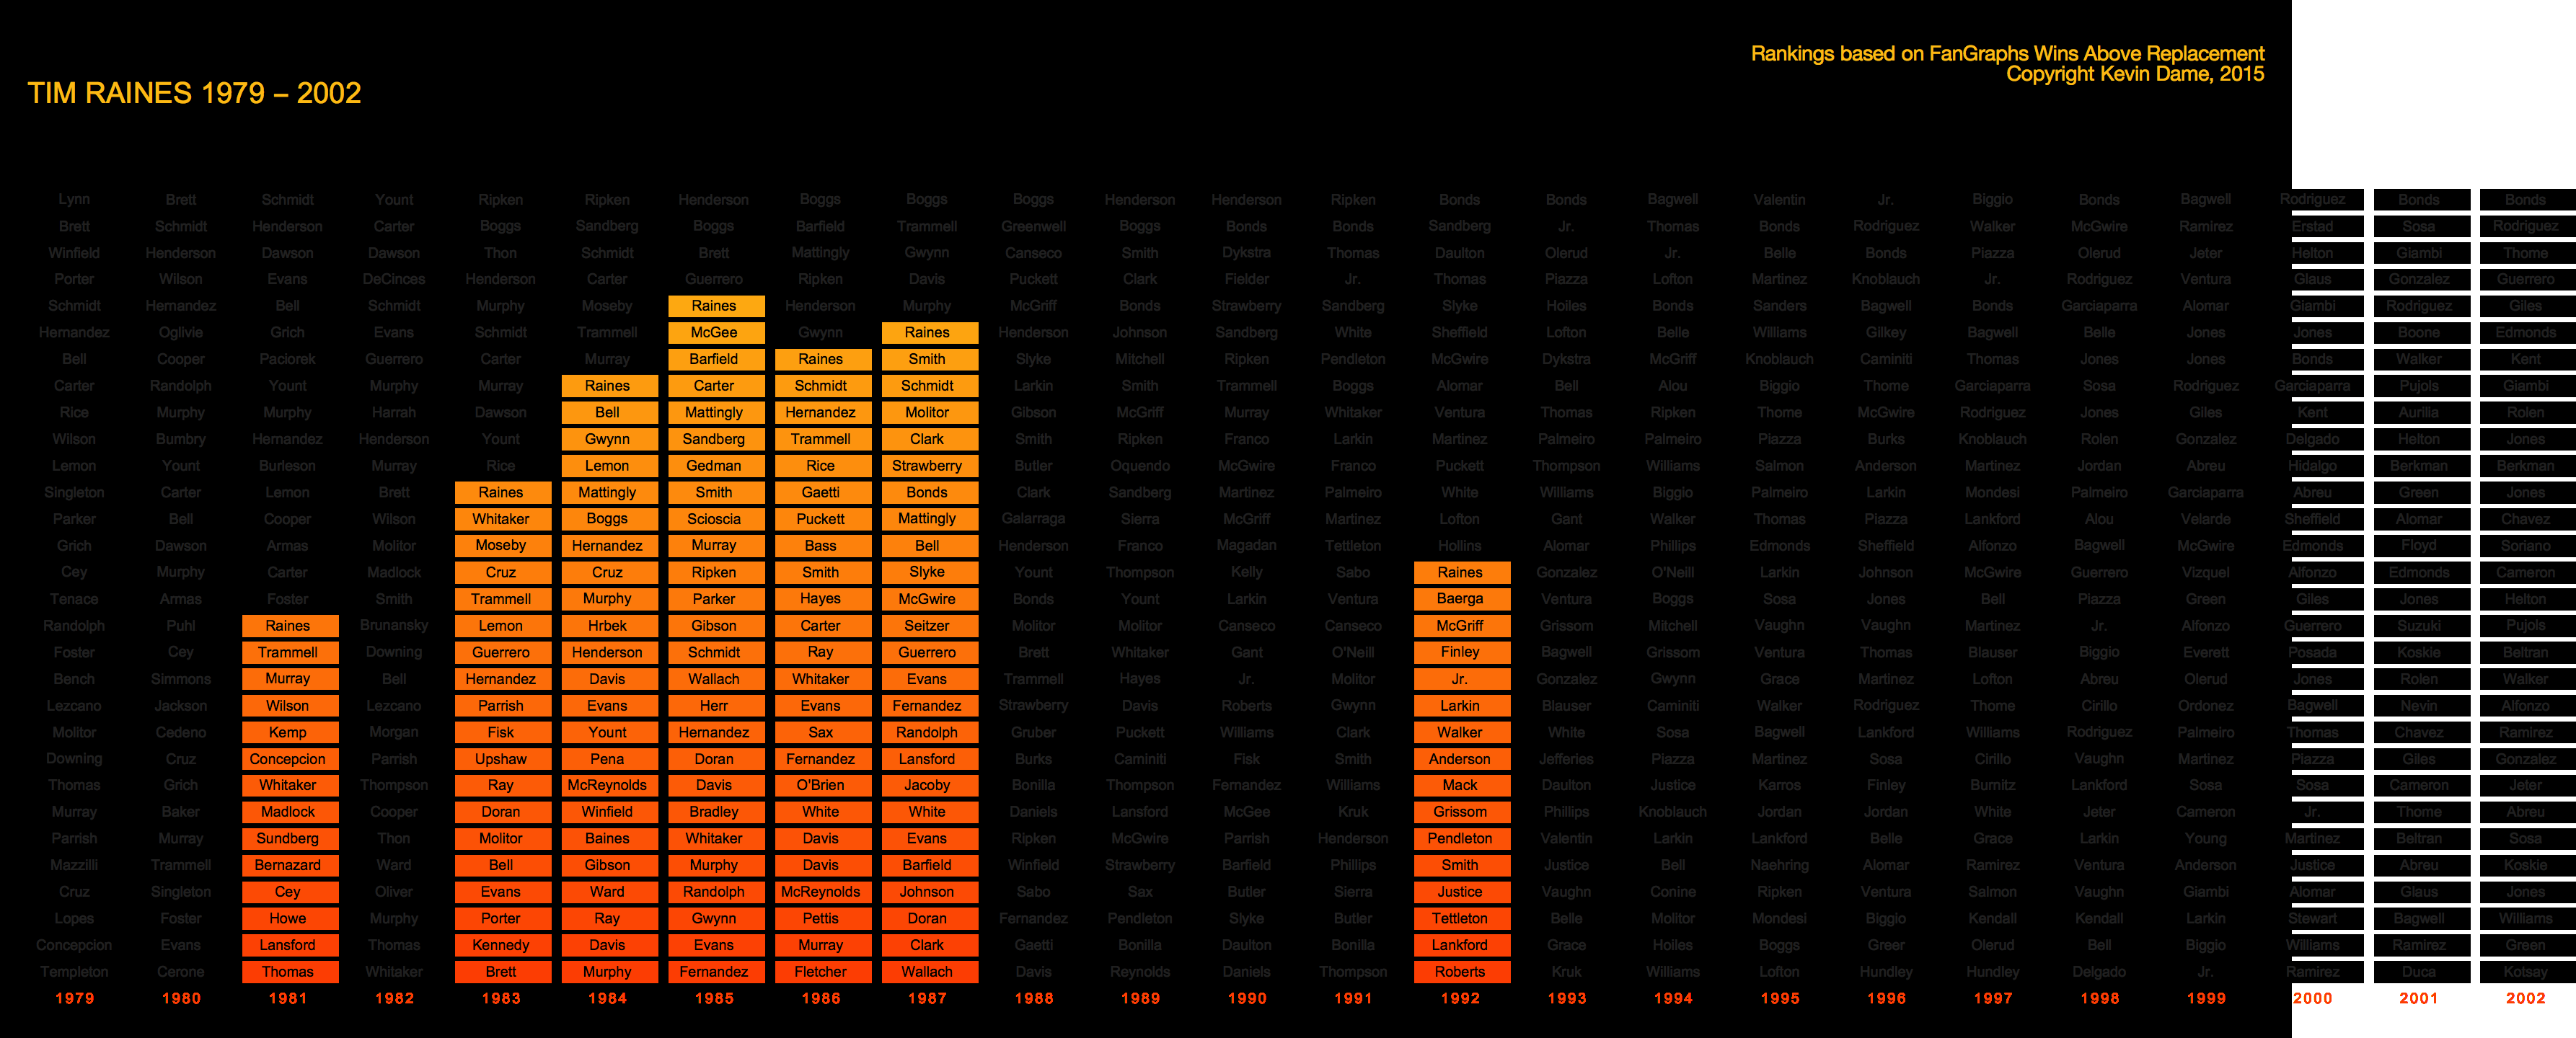 Rankings based on FanGraphs Wins Above Replacement
Copyright Kevin Dame, 2015
TIM RAINES 1979 – 2002
Lynn Brett Schmidt Yount Ripken Ripken Henderson Boggs Boggs Boggs Henderson Henderson Ripken Bonds Bonds Bagwell Valentin Jr. Biggio Bonds Bagwell Rodriguez Bonds Bonds
Brett Schmidt Henderson Carter Boggs Sandberg Boggs Barfield Trammell Greenwell Boggs Bonds Bonds Sandberg Jr. Thomas Bonds Rodriguez Walker McGwire Ramirez Erstad Sosa Rodriguez
Winfield Henderson Dawson Dawson Thon Schmidt Brett Mattingly Gwynn Canseco Smith Dykstra Thomas Daulton Olerud Jr. Belle Bonds Piazza Olerud Jeter Helton Giambi Thome
Porter Wilson Evans DeCinces Henderson Carter Guerrero Ripken Davis Puckett Clark Fielder Jr. Thomas Piazza Lofton Martinez Knoblauch Jr. Rodriguez Ventura Glaus Gonzalez Guerrero
Schmidt Hernandez Bell Schmidt Murphy Moseby Raines Henderson Murphy McGriff Bonds Strawberry Sandberg Slyke Hoiles Bonds Sanders Bagwell Bonds Garciaparra Alomar Giambi Rodriguez Giles
Hernandez Oglivie Grich Evans Schmidt Trammell McGee Gwynn Raines Henderson Johnson Sandberg White Sheffield Lofton Belle Williams Gilkey Bagwell Belle Jones Jones Boone Edmonds
Bell Cooper Paciorek Guerrero Carter Murray Barfield Raines Smith Slyke Mitchell Ripken Pendleton McGwire Dykstra McGriff Knoblauch Caminiti Thomas Jones Jones Bonds Walker Kent
Carter Randolph Yount Murphy Murray Raines Carter Schmidt Schmidt Larkin Smith Trammell Boggs Alomar Bell Alou Biggio Thome Garciaparra Sosa Rodriguez Garciaparra Pujols Giambi
Rice Murphy Murphy Harrah Dawson Bell Mattingly Hernandez Molitor Gibson McGriff Murray Whitaker Ventura Thomas Ripken Thome McGwire Rodriguez Jones Giles Kent Aurilia Rolen
Wilson Bumbry Hernandez Henderson Yount Gwynn Sandberg Trammell Clark Smith Ripken Franco Larkin Martinez Palmeiro Palmeiro Piazza Burks Knoblauch Rolen Gonzalez Delgado Helton Jones
Lemon Yount Burleson Murray Rice Lemon Gedman Rice Strawberry Butler Oquendo McGwire Franco Puckett Thompson Williams Salmon Anderson Martinez Jordan Abreu Hidalgo Berkman Berkman
Singleton Carter Lemon Brett Raines Mattingly Smith Gaetti Bonds Clark Sandberg Martinez Palmeiro White Williams Biggio Palmeiro Larkin Mondesi Palmeiro Garciaparra Abreu Green Jones
Parker Bell Cooper Wilson Whitaker Boggs Scioscia Puckett Mattingly Galarraga Sierra McGriff Martinez Lofton Gant Walker Thomas Piazza Lankford Alou Velarde Sheffield Alomar Chavez
Grich Dawson Armas Molitor Moseby Hernandez Murray Bass Bell Henderson Franco Magadan Tettleton Hollins Alomar Phillips Edmonds Sheffield Alfonzo Bagwell McGwire Edmonds Floyd Soriano
Cey Murphy Carter Madlock Cruz Cruz Ripken Smith Slyke Yount Thompson Kelly Sabo Raines Gonzalez O'Neill Larkin Johnson McGwire Guerrero Vizquel Alfonzo Edmonds Cameron
Tenace Armas Foster Smith Trammell Murphy Parker Hayes McGwire Bonds Yount Larkin Ventura Baerga Ventura Boggs Sosa Jones Bell Piazza Green Giles Jones Helton
Randolph Puhl Raines Brunansky Lemon Hrbek Gibson Carter Seitzer Molitor Molitor Canseco Canseco McGriff Grissom Mitchell Vaughn Vaughn Martinez Jr. Alfonzo Guerrero Suzuki Pujols
Foster Cey Trammell Downing Guerrero Henderson Schmidt Ray Guerrero Brett Whitaker Gant O'Neill Finley Bagwell Grissom Ventura Thomas Blauser Biggio Everett Posada Koskie Beltran
Bench Simmons Murray Bell Hernandez Davis Wallach Whitaker Evans Trammell Hayes Jr. Molitor Jr. Gonzalez Gwynn Grace Martinez Lofton Abreu Olerud Jones Rolen Walker
Lezcano Jackson Wilson Lezcano Parrish Evans Herr Evans Fernandez Strawberry Davis Roberts Gwynn Larkin Blauser Caminiti Walker Rodriguez Thome Cirillo Ordonez Bagwell Nevin Alfonzo
Molitor Cedeno Kemp Morgan Fisk Yount Hernandez Sax Randolph Gruber Puckett Williams Clark Walker White Sosa Bagwell Lankford Williams Rodriguez Palmeiro Thomas Chavez Ramirez
Downing Cruz Concepcion Parrish Upshaw Pena Doran Fernandez Lansford Burks Caminiti Fisk Smith Anderson Jefferies Piazza Martinez Sosa Cirillo Vaughn Martinez Piazza Giles Gonzalez
Thomas Grich Whitaker Thompson Ray McReynolds Davis O'Brien Jacoby Bonilla Thompson Fernandez Williams Mack Daulton Justice Karros Finley Burnitz Lankford Sosa Sosa Cameron Jeter
Murray Baker Madlock Cooper Doran Winfield Bradley White White Daniels Lansford McGee Kruk Grissom Phillips Knoblauch Jordan Jordan White Jeter Cameron Jr. Thome Abreu
Parrish Murray Sundberg Thon Molitor Baines Whitaker Davis Evans Ripken McGwire Parrish Henderson Pendleton Valentin Larkin Lankford Belle Grace Larkin Young Martinez Beltran Sosa
Mazzilli Trammell Bernazard Ward Bell Gibson Murphy Davis Barfield Winfield Strawberry Barfield Phillips Smith Justice Bell Naehring Alomar Ramirez Ventura Anderson Justice Abreu Koskie
Cruz Singleton Cey Oliver Evans Ward Randolph McReynolds Johnson Sabo Sax Butler Sierra Justice Vaughn Conine Ripken Ventura Salmon Vaughn Giambi Alomar Glaus Jones
Lopes Foster Howe Murphy Porter Ray Gwynn Pettis Doran Fernandez Pendleton Slyke Butler Tettleton Belle Molitor Mondesi Biggio Kendall Kendall Larkin Stewart Bagwell Williams
Concepcion Evans Lansford Thomas Kennedy Davis Evans Murray Clark Gaetti Bonilla Daulton Bonilla Lankford Grace Hoiles Boggs Greer Olerud Bell Biggio Williams Ramirez Green
Templeton Cerone Thomas Whitaker Brett Murphy Fernandez Fletcher Wallach Davis Reynolds Daniels Thompson Roberts Kruk Williams Lofton Hundley Hundley Delgado Jr. Ramirez Duca Kotsay
1979 1980 1981 1982 1983 1984 1985 1986 1987 1988 1989 1990 1991 1992 1993 1994 1995 1996 1997 1998 1999 2000 2001 2002